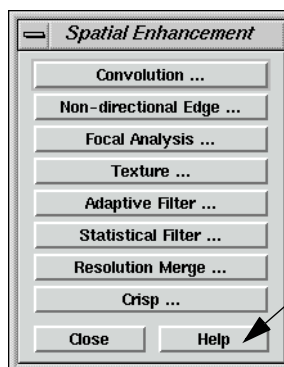 Spatial Enhancement
Convolution ...
Non-directional Edge ...
Focal Analysis ...
Texture ...
Adaptive Filter ...
Statistical Filter ...
Resolution Merge ...
Crisp ...
Close Help